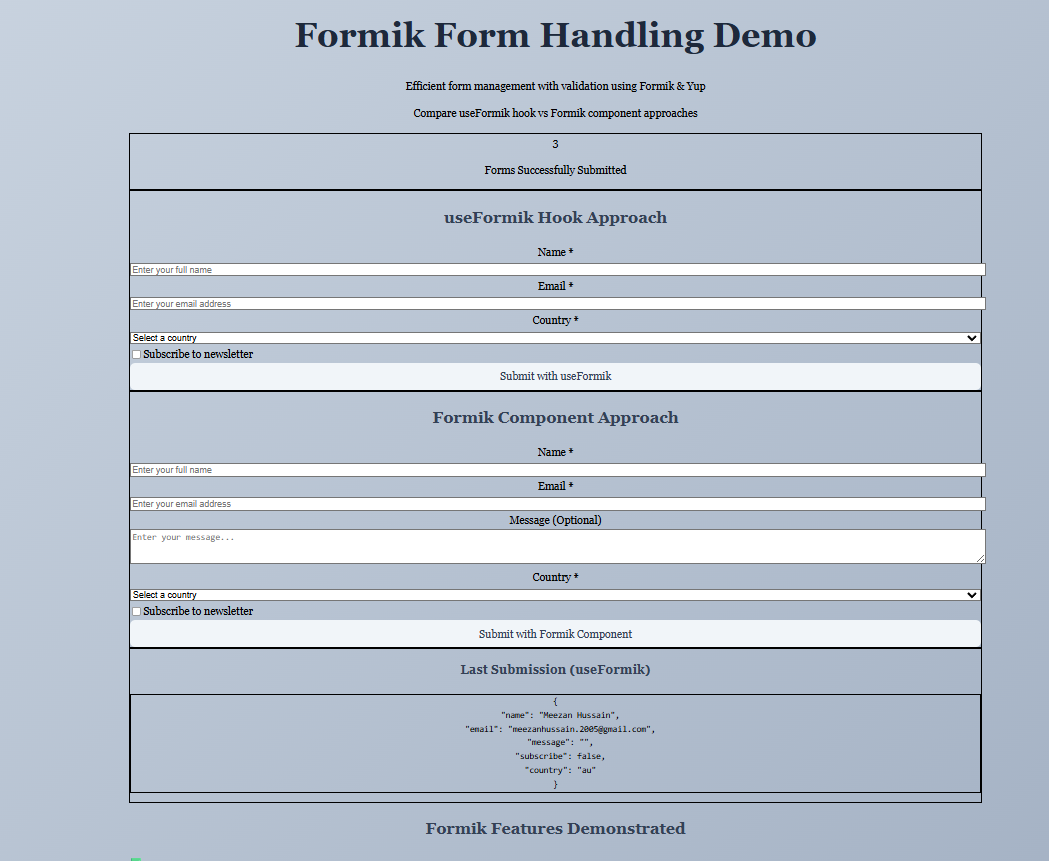 Formik Form Handling Demo
Efficient form management with validation using Formik & Yup
Compare useFormik hook vs Formik component approaches
3
Forms Successfully Submitted
useFormik Hook Approach
Name *
Enter your full name
Email *
Enter your email address
Country *
Select a country
Subscribe to newsletter
Submit with useFormik
Formik Component Approach
Name *
Enter your full name
Email *
Enter your email address
Message (Optional)
Enter your message...
Country *
Select a country
Subscribe to newsletter
Submit with Formik Component
Last Submission (useFormik)
{
"name": "Meezan Hussain",
"email": "meezanhussain.2005@gmail.com",
"message": "",
"subscribe": false,
"country": "au"
}
Formik Features Demonstrated